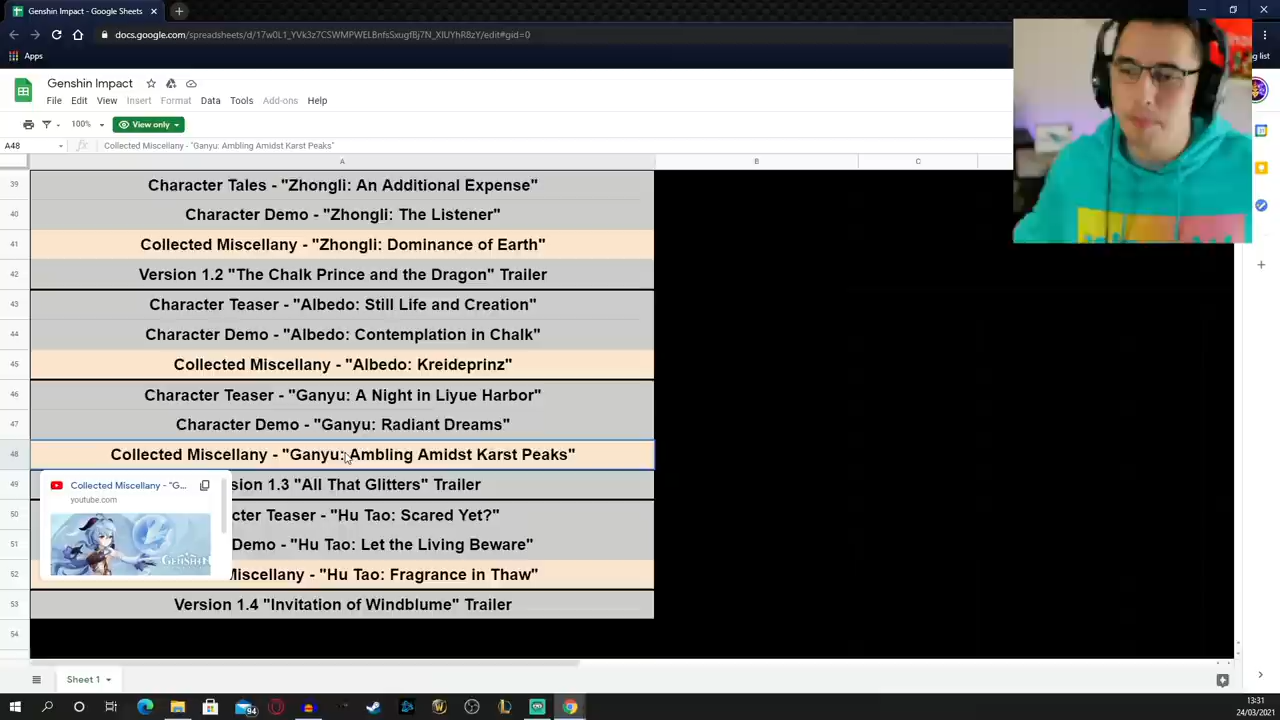 Genshin Impact - Google Sheets
docs.google.com/spreadsheets/d/17w0L1_YVk3z7CSWMPWELBnfsSxugfBj7N_XIUYhR8zY/edit#gid=0
Apps
ng list
Genshin Impact
File Edit View Insert Format Data Tools Add-ons Help
100% View only
A48 fx Collected Miscellany - "Ganyu: Ambling Amidst Karst Peaks"
A B C
39 Character Tales - "Zhongli: An Additional Expense"
40 Character Demo - "Zhongli: The Listener"
41 Collected Miscellany - "Zhongli: Dominance of Earth"
42 Version 1.2 "The Chalk Prince and the Dragon" Trailer
43 Character Teaser - "Albedo: Still Life and Creation"
44 Character Demo - "Albedo: Contemplation in Chalk"
45 Collected Miscellany - "Albedo: Kreideprinz"
46 Character Teaser - "Ganyu: A Night in Liyue Harbor"
47 Character Demo - "Ganyu: Radiant Dreams"
48 Collected Miscellany - "Ganyu: Ambling Amidst Karst Peaks"
49 sion 1.3 "All That Glitters" Trailer
Collected Miscellany - "G...
youtube.com
GENSHIN
50 cter Teaser - "Hu Tao: Scared Yet?"
51 Demo - "Hu Tao: Let the Living Beware"
52 Miscellany - "Hu Tao: Fragrance in Thaw"
53 Version 1.4 "Invitation of Windblume" Trailer
54
Sheet 1
94
13:31
24/03/2021